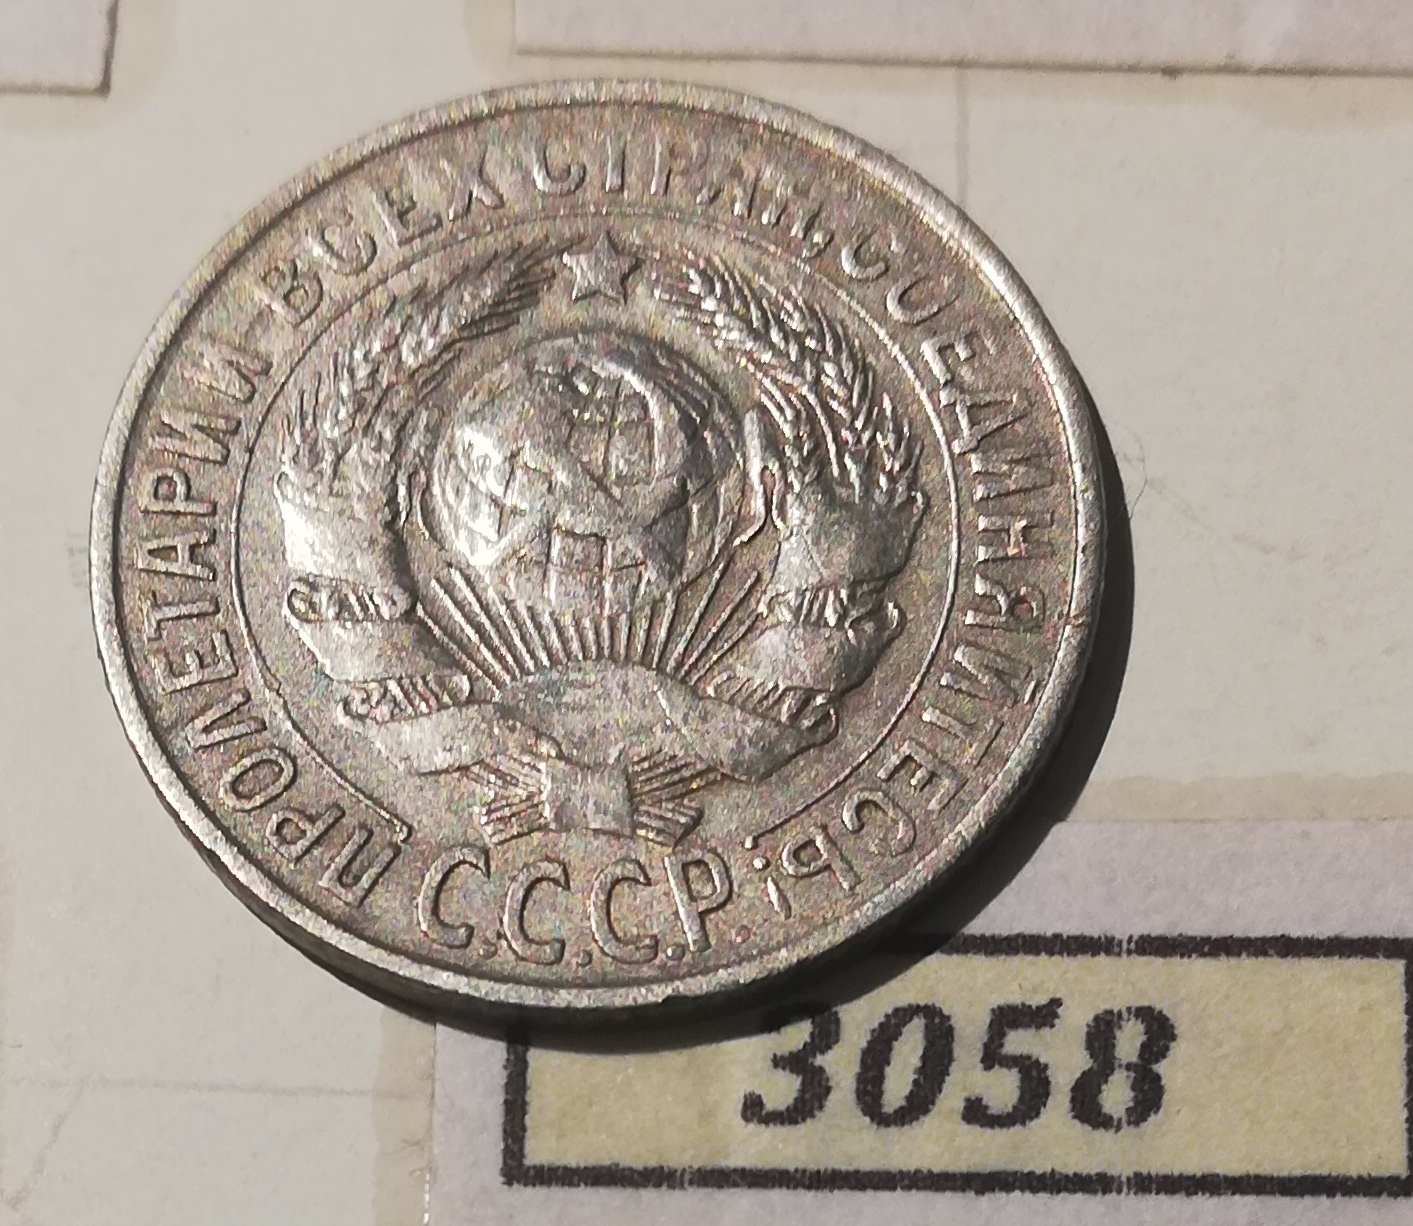 ПРОЛЕТАРИИ ВСЕХ СТРАН, СОЕДИНЯЙТЕСЬ!
С.С.С.Р.
3058